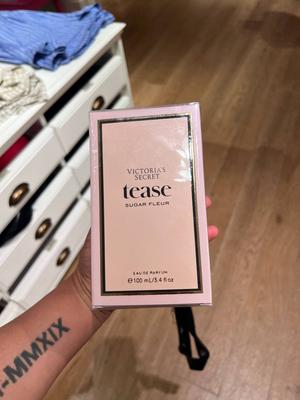 VICTORIA'S
SECRET
tease
SUGAR FLEUR
EAU DE PARFUM
℮100 mL/3.4 fl oz
-MMXIX